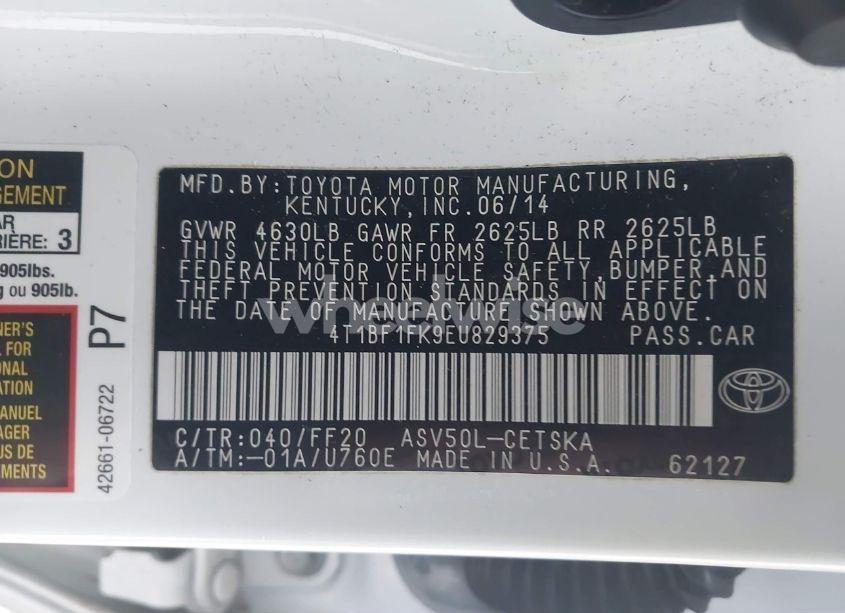 ON
GEMENT
AR
RIÈRE: 3
905lbs.
g ou 905lb.
P7
42661-06722
NER'S
L FOR
ONAL
ATION
MANUEL
AGER
US DE
MENTS
MFD.BY:TOYOTA MOTOR MANUFACTURING,
KENTUCKY,INC.06/14
GVWR 4630LB GAWR FR 2625LB RR 2625LB
THIS VEHICLE CONFORMS TO ALL APPLICABLE
FEDERAL MOTOR VEHICLE SAFETY,BUMPER,AND
THEFT PREVENTION STANDARDS IN EFFECT ON
THE DATE OF MANUFACTURE SHOWN ABOVE.
wheelwise
4T1BF1FK9EU829375 PASS.CAR
C/TR:040/FF20 ASV50L-CETSKA
A/TM:-01A/U760E MADE IN U.S.A. 62127